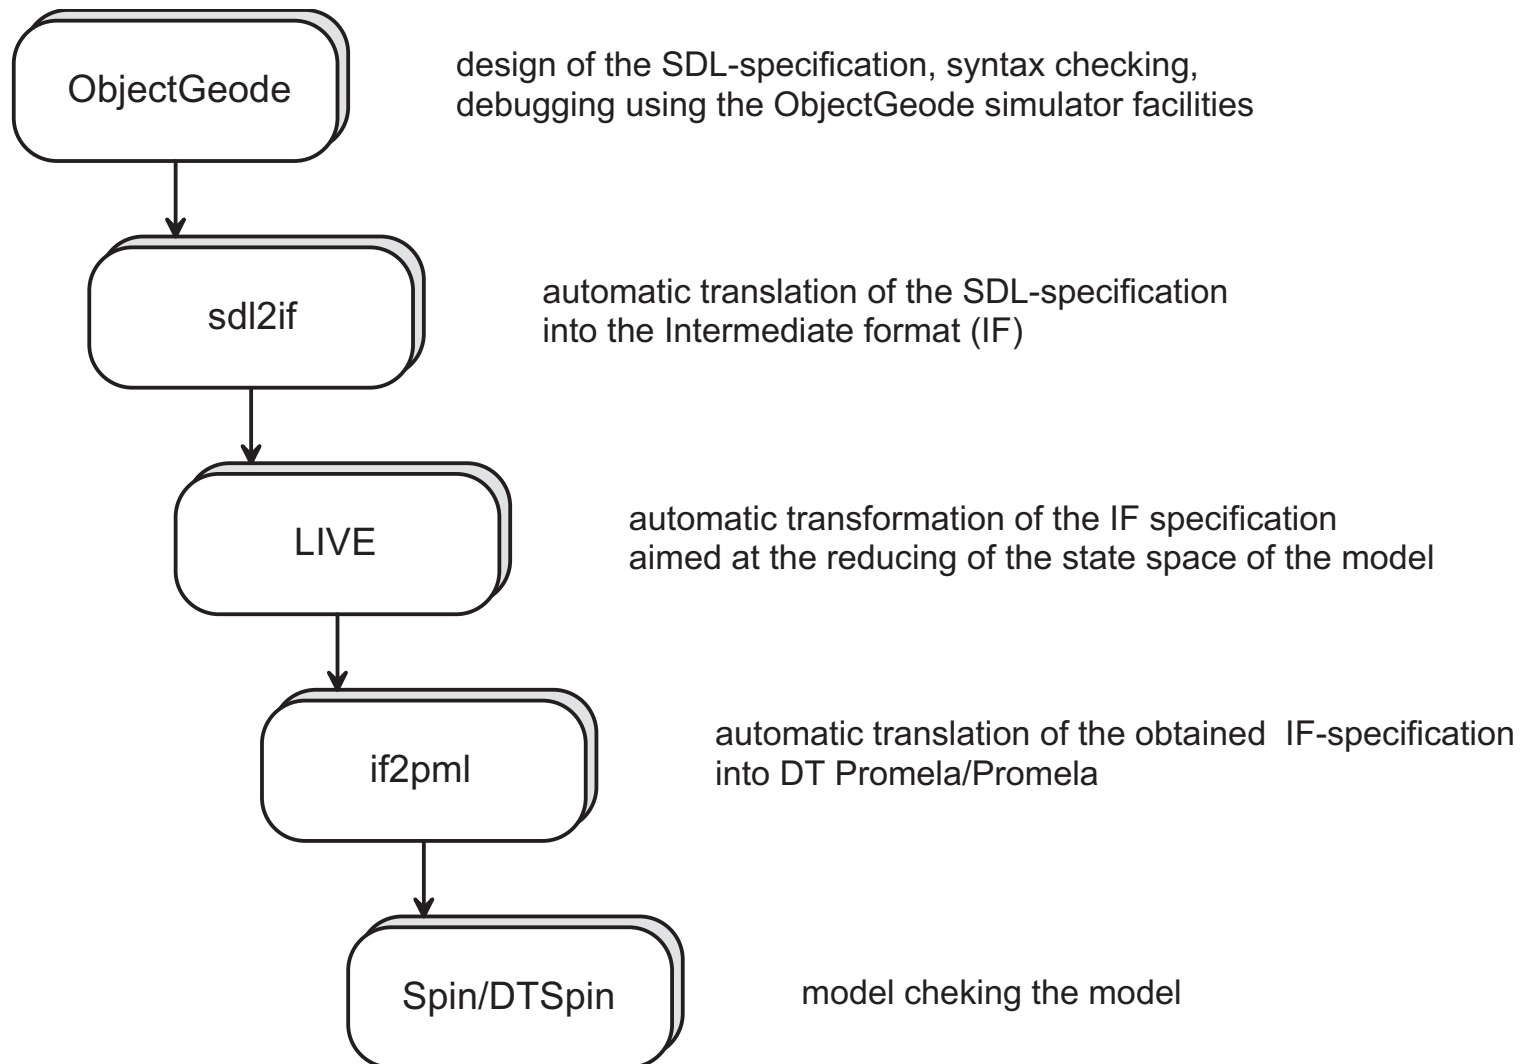 ObjectGeode
design of the SDL-specification, syntax checking,
debugging using the ObjectGeode simulator facilities
sdl2if
automatic translation of the SDL-specification
into the Intermediate format (IF)
LIVE
automatic transformation of the IF specification
aimed at the reducing of the state space of the model
if2pml
automatic translation of the obtained IF-specification
into DT Promela/Promela
Spin/DTSpin
model cheking the model